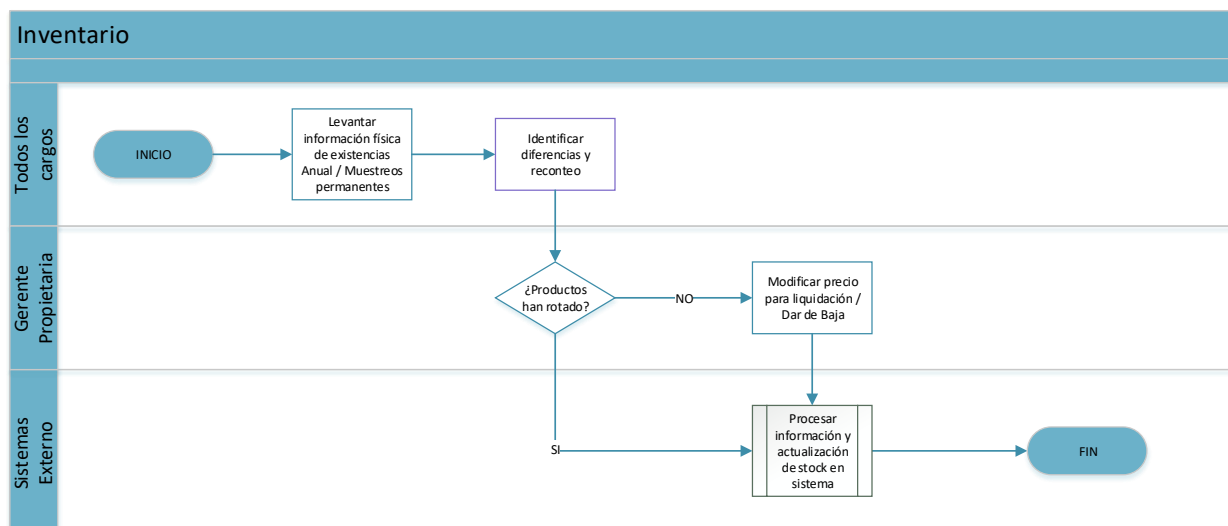 Inventario
Todos los
cargos
INICIO
Levantar
información física
de existencias
Anual / Muestreos
permanentes
Identificar
diferencias y
reconteo
Gerente
Propietaria
¿Productos
han rotado?
NO
Modificar precio
para liquidación /
Dar de Baja
Sistemas
Externo
SI
Procesar
información y
actualización
de stock en
sistema
FIN